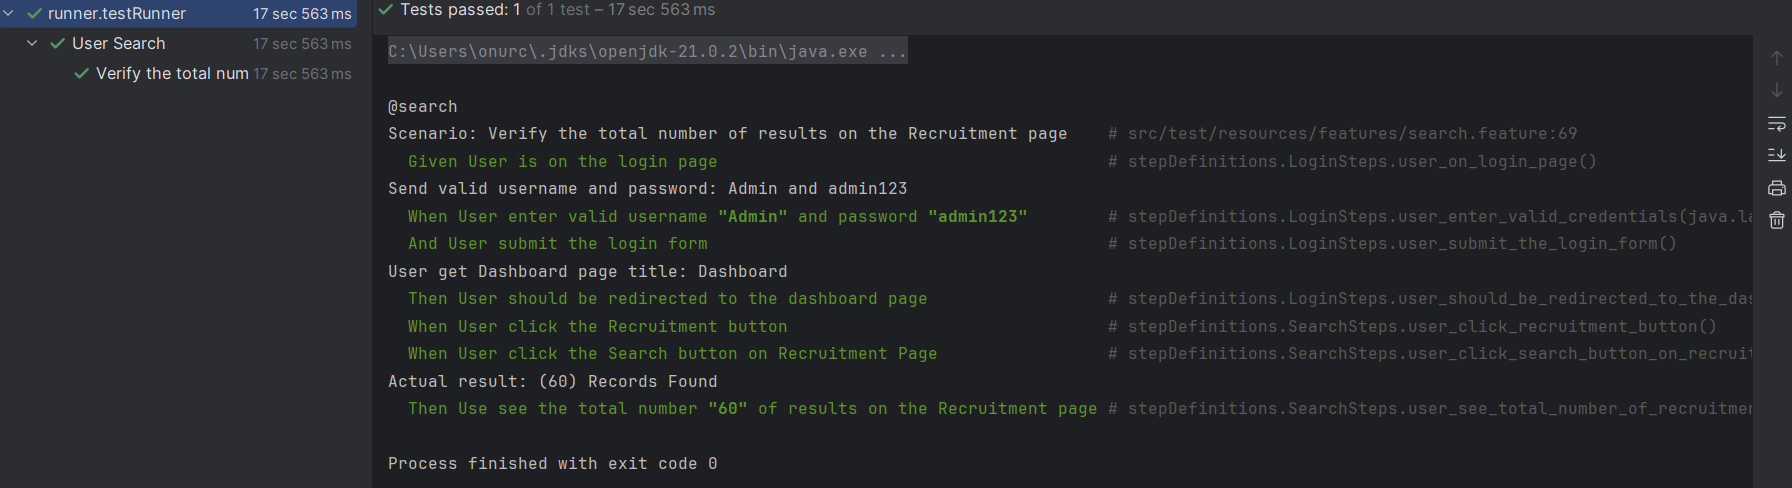 runner.testRunner 17 sec 563 ms
User Search 17 sec 563 ms
Verify the total num 17 sec 563 ms
Tests passed: 1 of 1 test – 17 sec 563 ms
C:\Users\onurc\.jdks\openjdk-21.0.2\bin\java.exe ...
@search
Scenario: Verify the total number of results on the Recruitment page # src/test/resources/features/search.feature:69
Given User is on the login page # stepDefinitions.LoginSteps.user_on_login_page()
Send valid username and password: Admin and admin123
When User enter valid username "Admin" and password "admin123" # stepDefinitions.LoginSteps.user_enter_valid_credentials(java.la
And User submit the login form # stepDefinitions.LoginSteps.user_submit_the_login_form()
User get Dashboard page title: Dashboard
Then User should be redirected to the dashboard page # stepDefinitions.LoginSteps.user_should_be_redirected_to_the_das
When User click the Recruitment button # stepDefinitions.SearchSteps.user_click_recruitment_button()
When User click the Search button on Recruitment Page # stepDefinitions.SearchSteps.user_click_search_button_on_recruit
Actual result: (60) Records Found
Then Use see the total number "60" of results on the Recruitment page # stepDefinitions.SearchSteps.user_see_total_number_of_recruitmen
Process finished with exit code 0